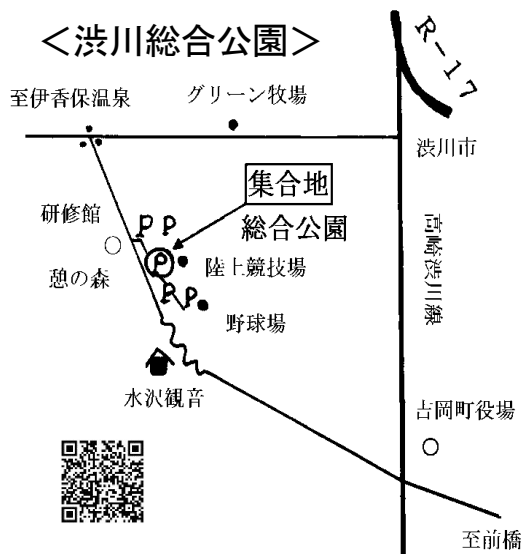 ＜渋川総合公園＞
R-17
至伊香保温泉
グリーン牧場
渋川市
集合地
総合公園
研修館
P P
P
陸上競技場
憩の森
P P
野球場
高崎渋川線
水沢観音
吉岡町役場
至前橋